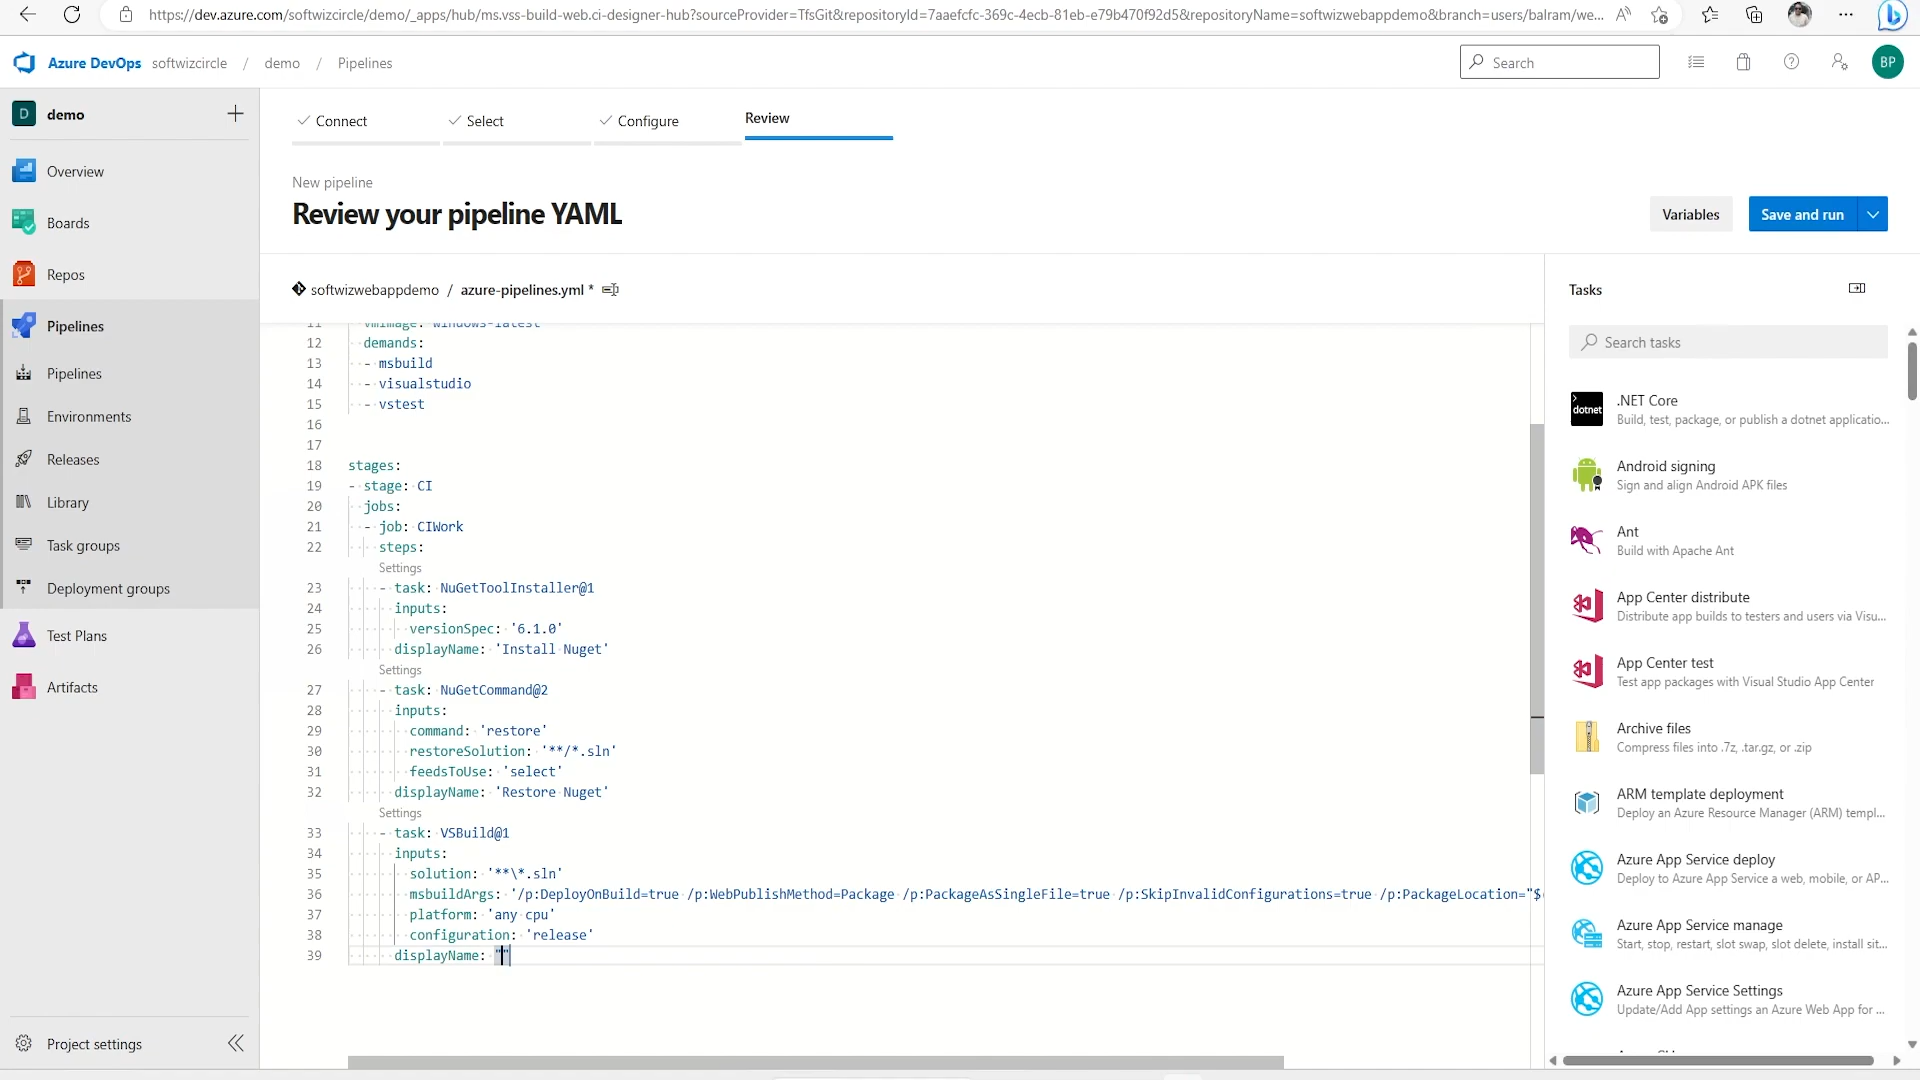 https://dev.azure.com/softwizcircle/demo/_apps/hub/ms.vss-build-web.ci-designer-hub?sourceProvider=TfsGit&repositoryId=7aaefcfc-369c-4ecb-81eb-e79b470f92d5&repositoryName=softwizwebappdemo&branch=users/balram/we...
Azure DevOps softwizcircle / demo / Pipelines
Search
BP
D demo
Overview
Boards
Repos
Pipelines
Pipelines
Environments
Releases
Library
Task groups
Deployment groups
Test Plans
Artifacts
Project settings
Connect
Select
Configure
Review
New pipeline
Review your pipeline YAML
Variables
Save and run
softwizwebappdemo / azure-pipelines.yml *
11 vmImage: windows-latest
12 demands:
13 - msbuild
14 - visualstudio
15 - vstest
16
17
18 stages:
19 - stage: CI
20 jobs:
21 - job: CIWork
22 steps:
Settings
23 - task: NuGetToolInstaller@1
24 inputs:
25 versionSpec: '6.1.0'
26 displayName: 'Install Nuget'
Settings
27 - task: NuGetCommand@2
28 inputs:
29 command: 'restore'
30 restoreSolution: '**/*.sln'
31 feedsToUse: 'select'
32 displayName: 'Restore Nuget'
Settings
33 - task: VSBuild@1
34 inputs:
35 solution: '**\*.sln'
36 msbuildArgs: '/p:DeployOnBuild=true /p:WebPublishMethod=Package /p:PackageAsSingleFile=true /p:SkipInvalidConfigurations=true /p:PackageLocation="$
37 platform: 'any cpu'
38 configuration: 'release'
39 displayName: ""
Tasks
Search tasks
dotnet
.NET Core
Build, test, package, or publish a dotnet applicatio...
Android signing
Sign and align Android APK files
Ant
Build with Apache Ant
App Center distribute
Distribute app builds to testers and users via Visu...
App Center test
Test app packages with Visual Studio App Center
Archive files
Compress files into .7z, .tar.gz, or .zip
ARM template deployment
Deploy an Azure Resource Manager (ARM) templ...
Azure App Service deploy
Deploy to Azure App Service a web, mobile, or AP...
Azure App Service manage
Start, stop, restart, slot swap, slot delete, install sit...
Azure App Service Settings
Update/Add App settings an Azure Web App for ...